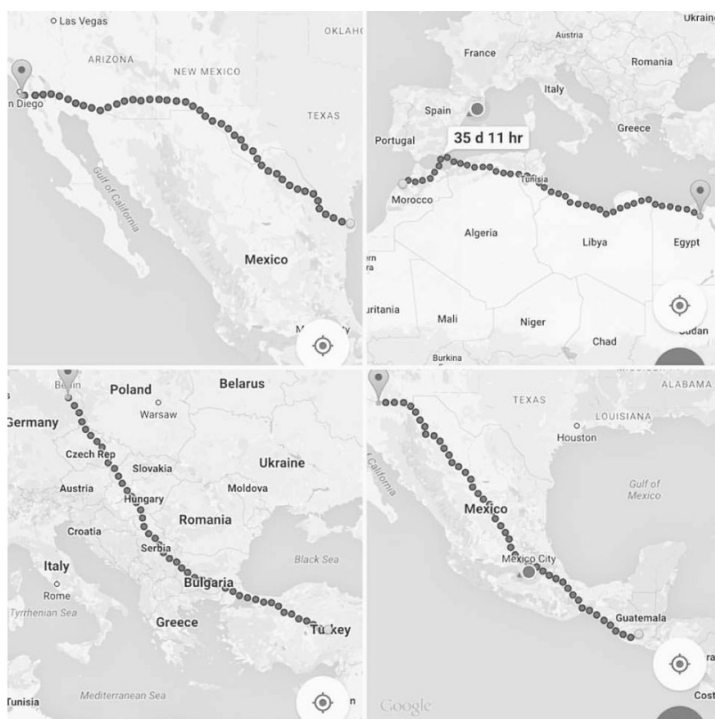 Las Vegas
OKLAHO
ARIZONA
NEW MEXICO
n Diego
TEXAS
Gulf of California
Mexico
Ukrain
Austria
France
Romania
Italy
Spain
Portugal
Greece
35 d 11 hr
Tunisia
Morocco
Algeria
Libya
Egypt
uritania
Mali
Niger
Chad
Sudan
Burkina
Poland
Belarus
Warsaw
Germany
Czech Rep
Slovakia
Ukraine
Austria
Hungary
Moldova
Romania
Croatia
Serbia
Italy
Black Sea
Rome
Bulgaria
Tyrrhenian Sea
Greece
Turkey
Mediterranean Sea
Tunisia
ALABAMA
TEXAS
LOUISIANA
Houston
f California
Gulf of
Mexico
Mexico
Mexico City
Guatemala
Google
Cost